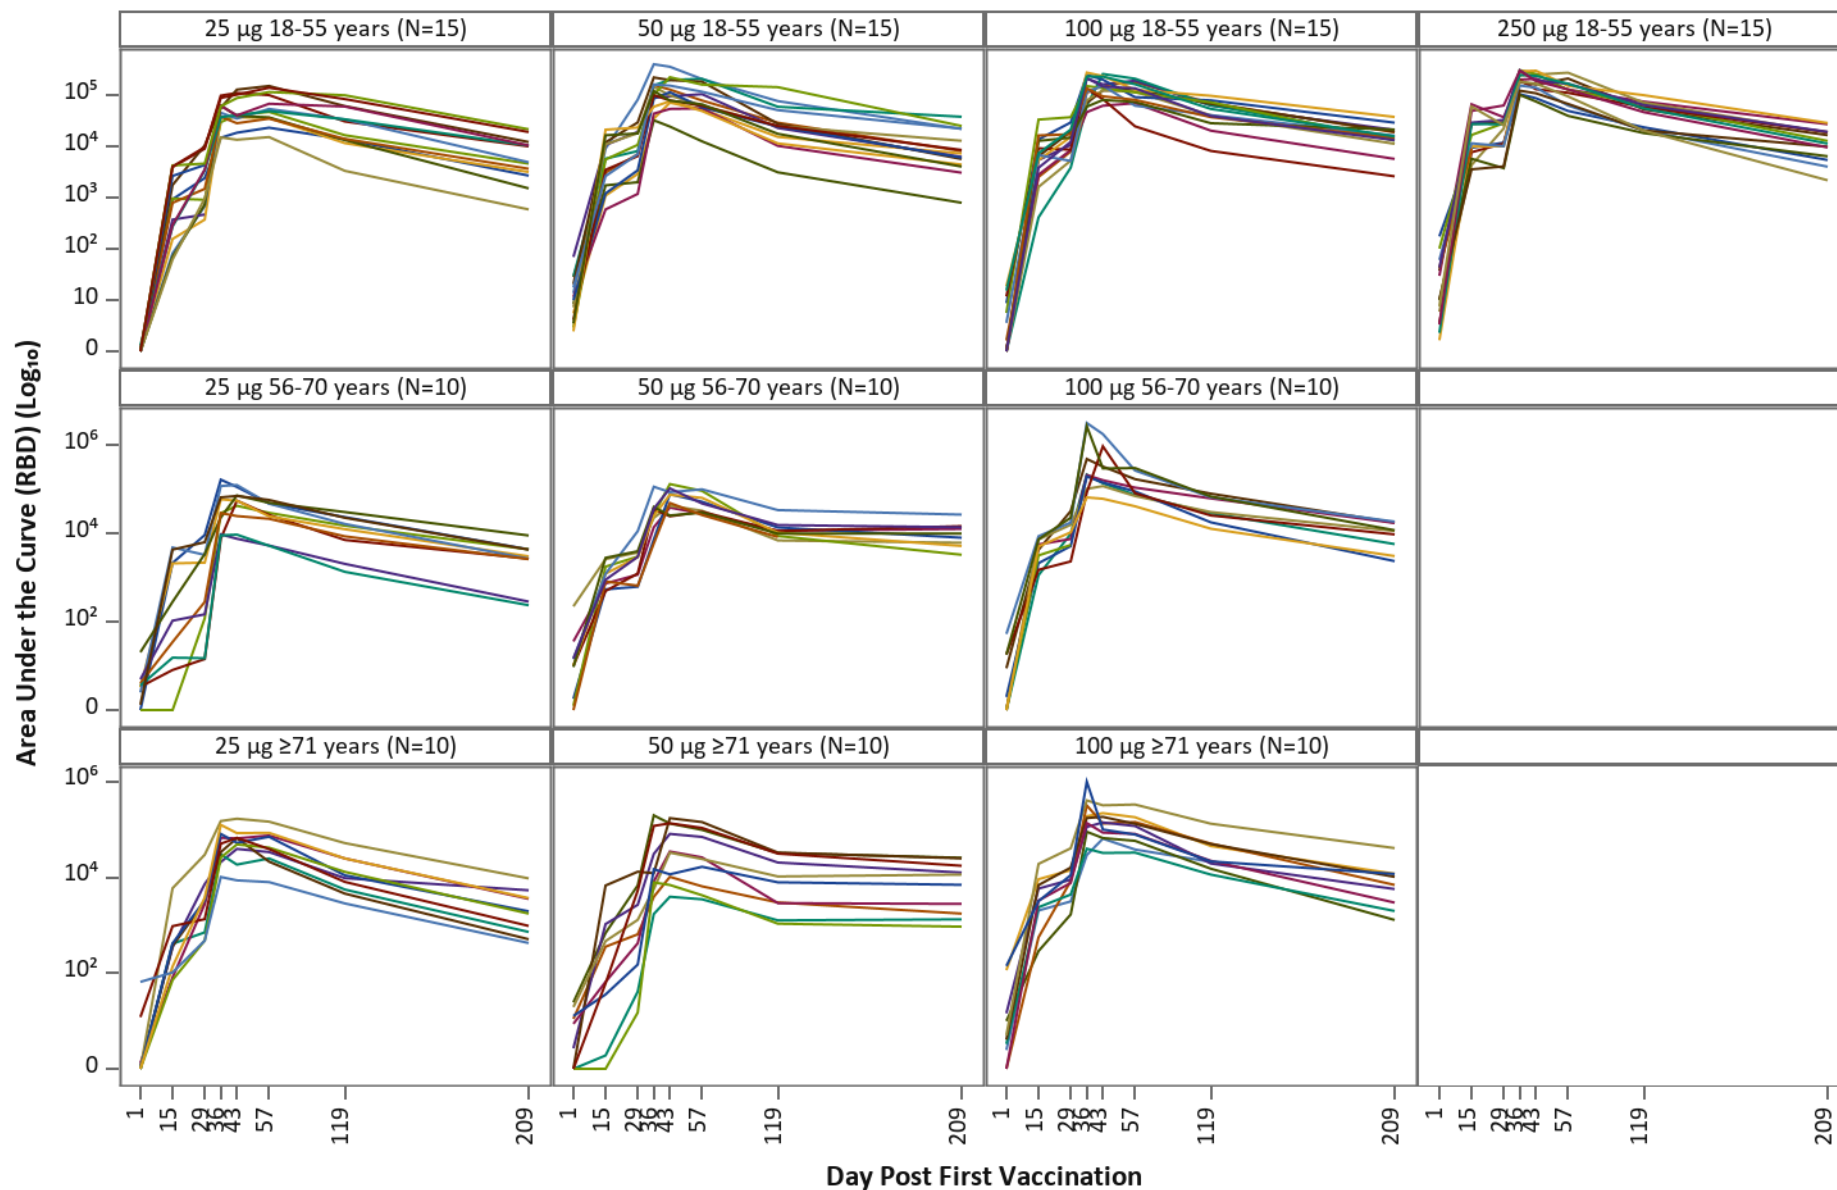 25 µg 18-55 years (N=15)
50 µg 18-55 years (N=15)
100 µg 18-55 years (N=15)
250 µg 18-55 years (N=15)
10⁵
10⁴
10³
10²
10
0
25 µg 56-70 years (N=10)
50 µg 56-70 years (N=10)
100 µg 56-70 years (N=10)
10⁶
10⁴
10²
0
25 µg ≥71 years (N=10)
50 µg ≥71 years (N=10)
100 µg ≥71 years (N=10)
10⁶
10⁴
10²
0
Area Under the Curve (RBD) (Log₁₀)
1 15 29 36 43 57 119 209
1 15 29 36 43 57 119 209
1 15 29 36 43 57 119 209
1 15 29 36 43 57 119 209
Day Post First Vaccination